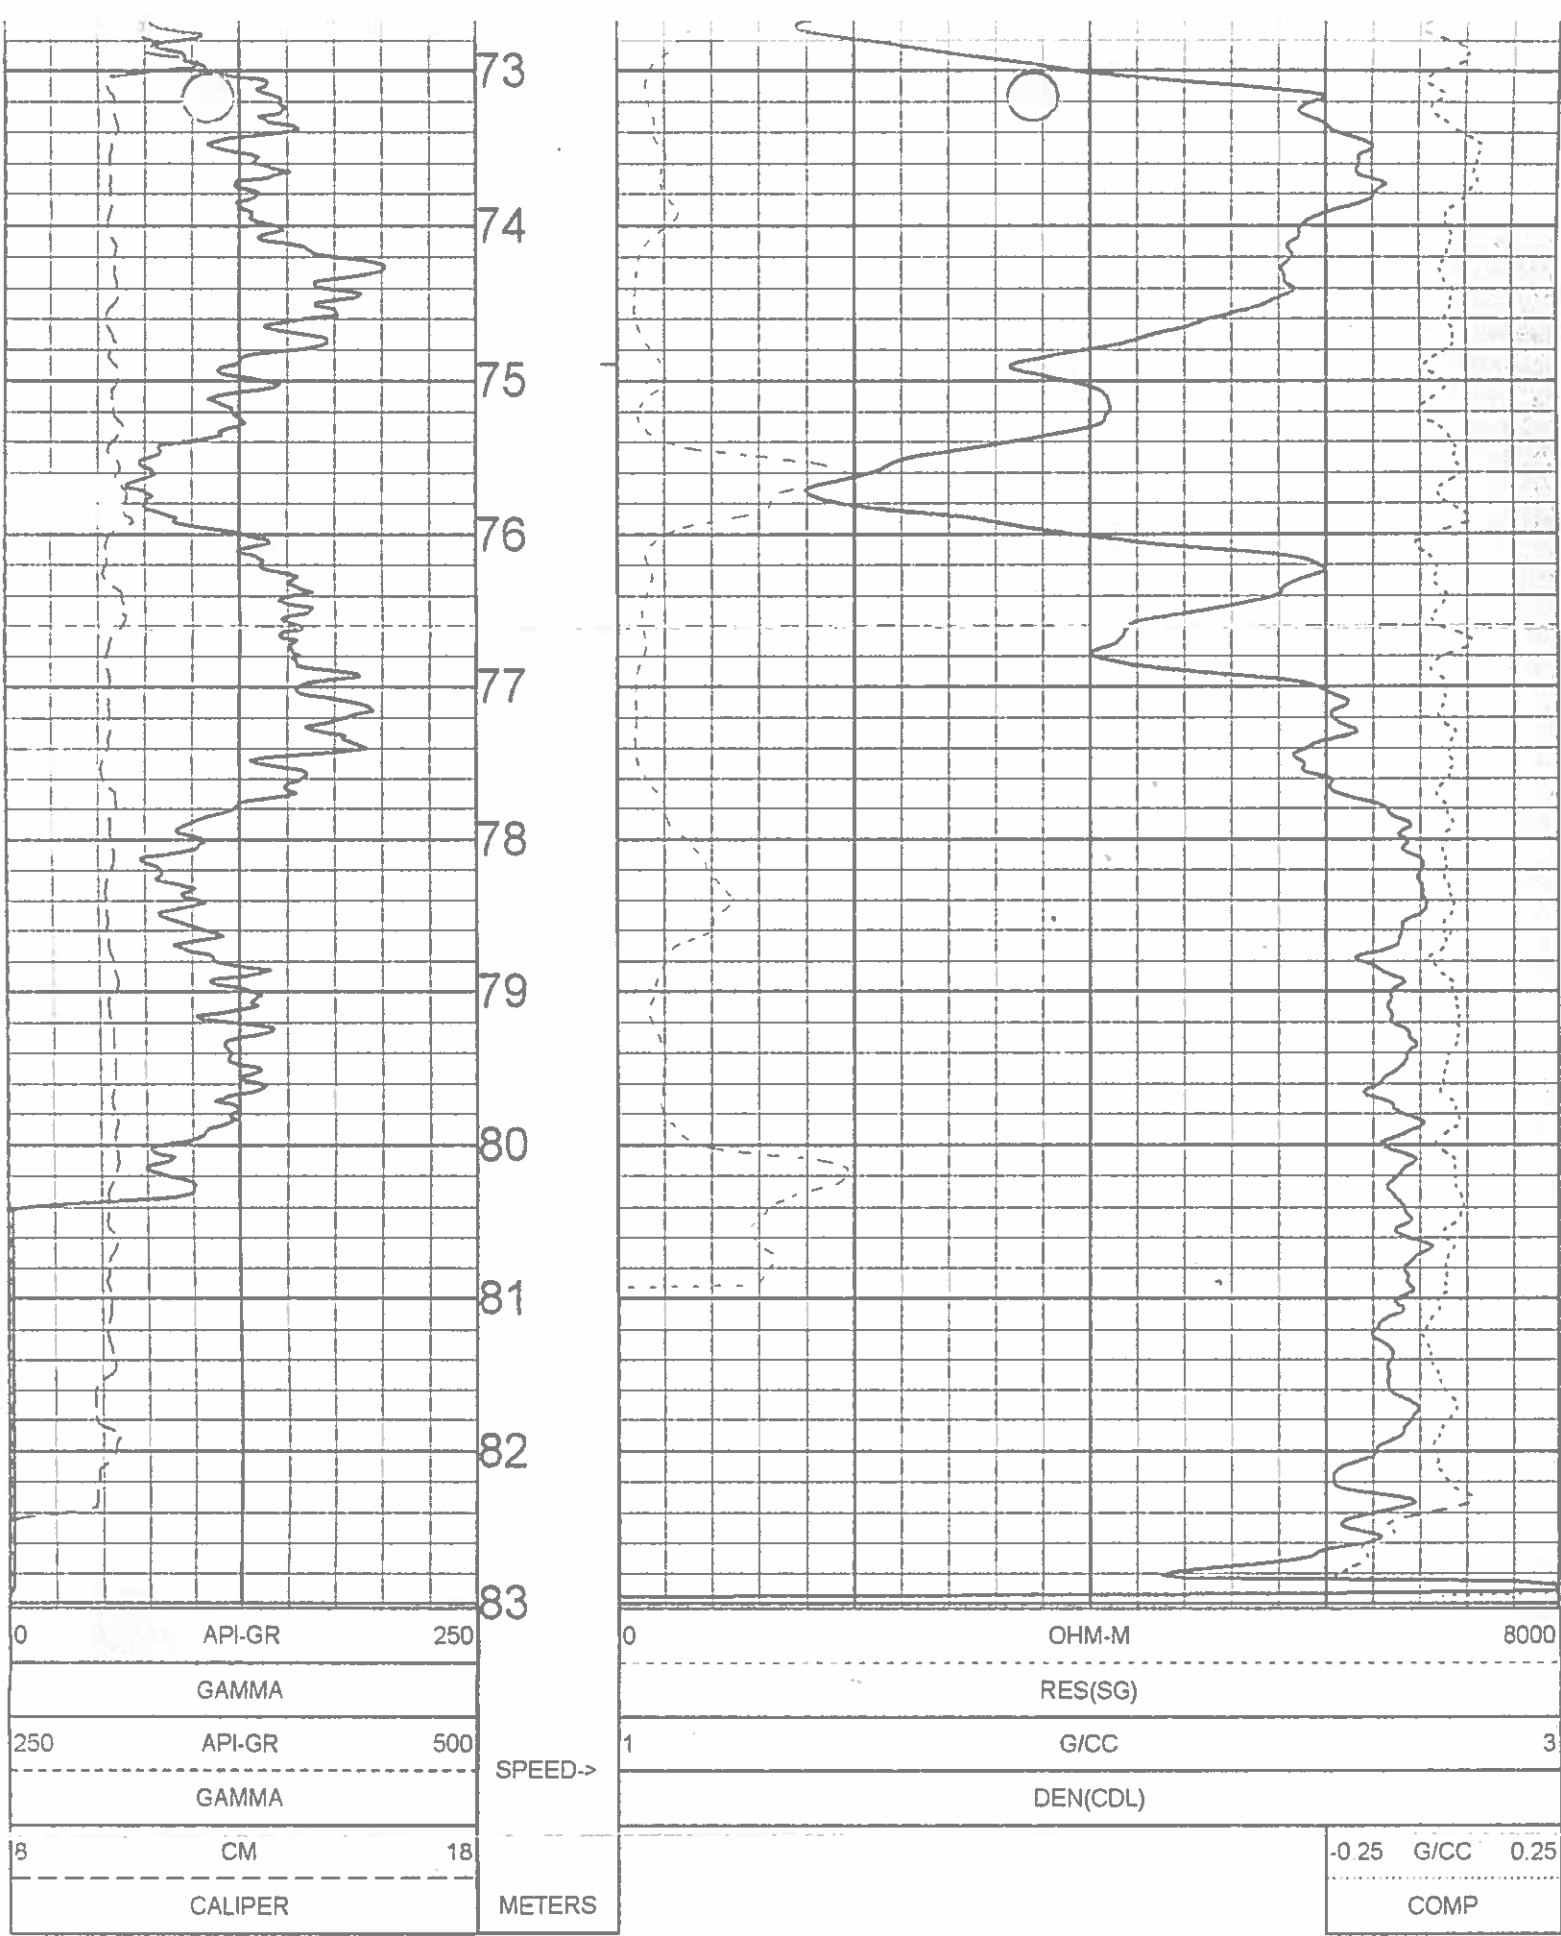 73
74
75
76
77
78
79
80
81
82
83
0 API-GR 250
GAMMA
250 API-GR 500
GAMMA
8 CM 18
CALIPER
SPEED->
METERS
0 OHM-M 8000
RES(SG)
1 G/CC 3
DEN(CDL)
-0.25 G/CC 0.25
COMP